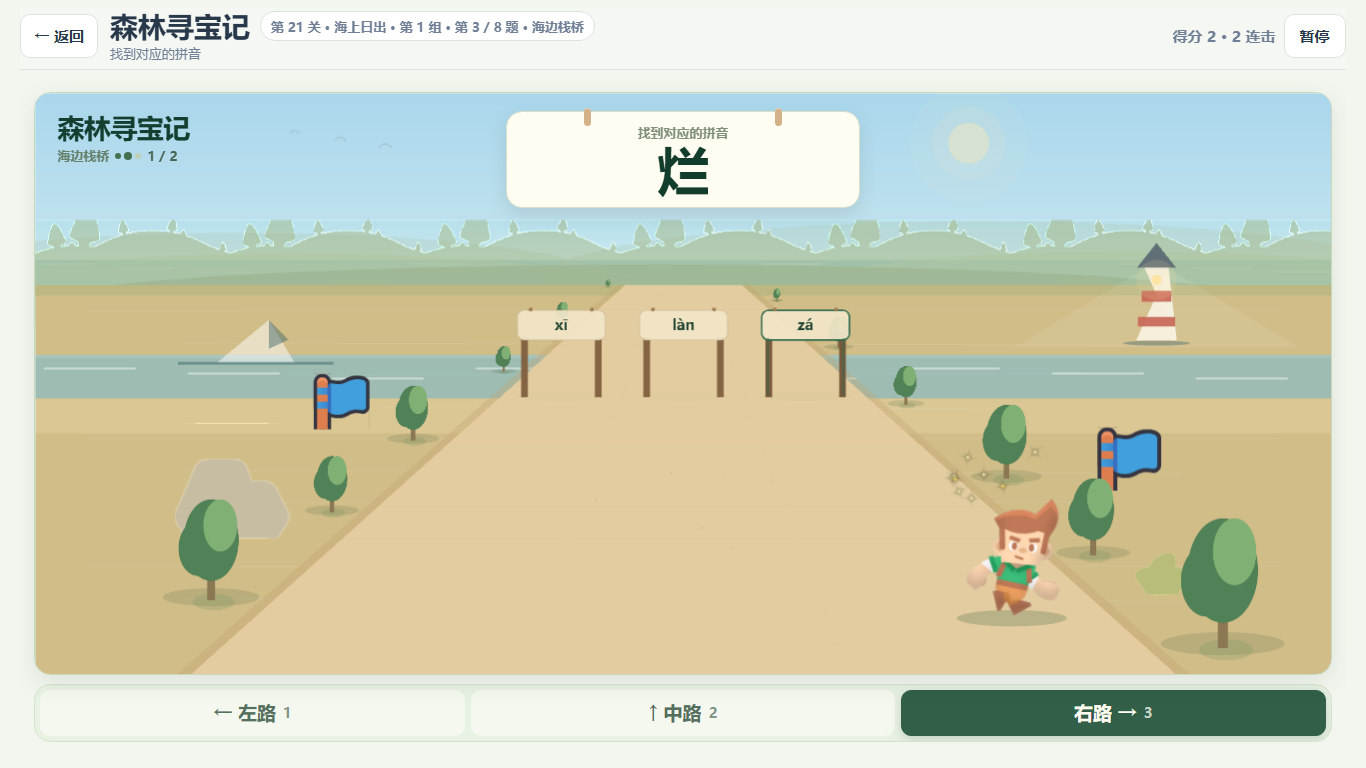 ← 返回
森林寻宝记
第 21 关 • 海上日出 • 第 1 组 • 第 3 / 8 题 • 海边栈桥
找到对应的拼音
得分 2 • 2 连击
暂停
森林寻宝记
海边栈桥 1 / 2
找到对应的拼音
烂
xī
làn
zá
← 左路 1
↑ 中路 2
右路 → 3